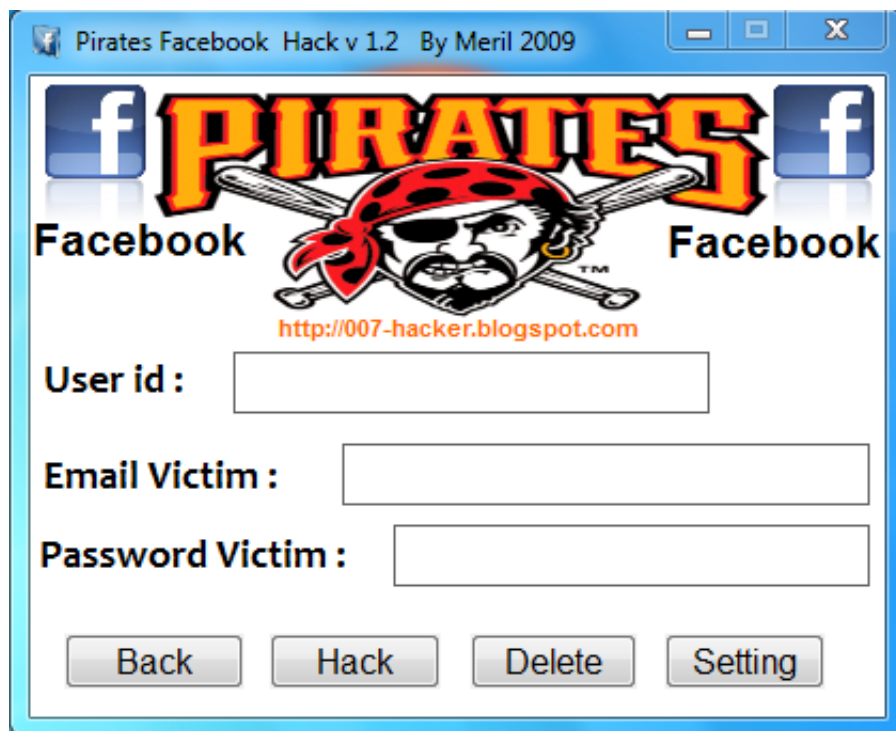 Pirates Facebook Hack v 1.2 By Meril 2009
f PIRATES f
Facebook
Facebook
TM
http://007-hacker.blogspot.com
User id :
Email Victim :
Password Victim :
Back Hack Delete Setting